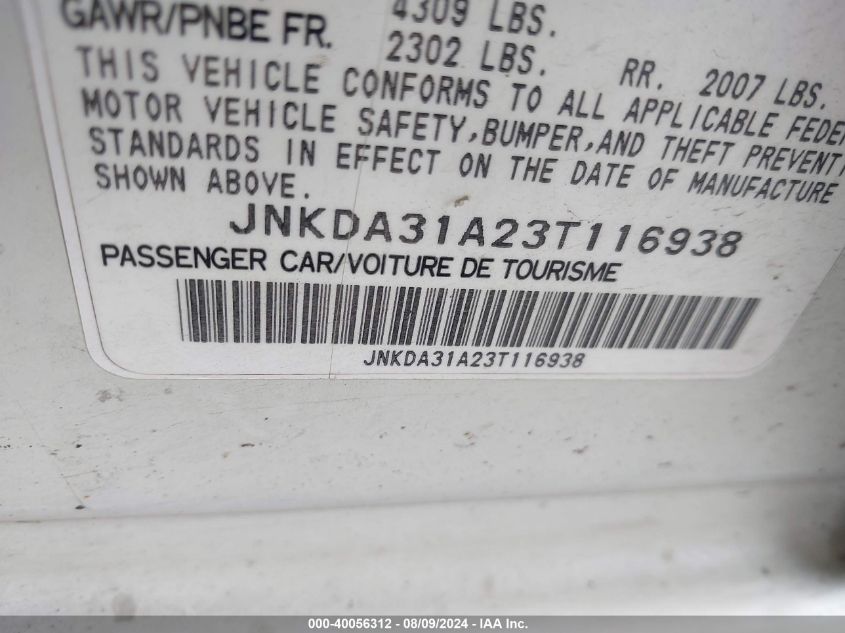 4309 LBS.
GAWR/PNBE FR. 2302 LBS. RR. 2007 LBS.
THIS VEHICLE CONFORMS TO ALL APPLICABLE
MOTOR VEHICLE SAFETY,BUMPER,AND THEFT
STANDARDS IN EFFECT ON THE DATE OF MANUFACTURE
SHOWN ABOVE.
JNKDA31A23T116938
PASSENGER CAR/VOITURE DE TOURISME
JNKDA31A23T116938
000-40056312 - 08/09/2024 - IAA Inc.